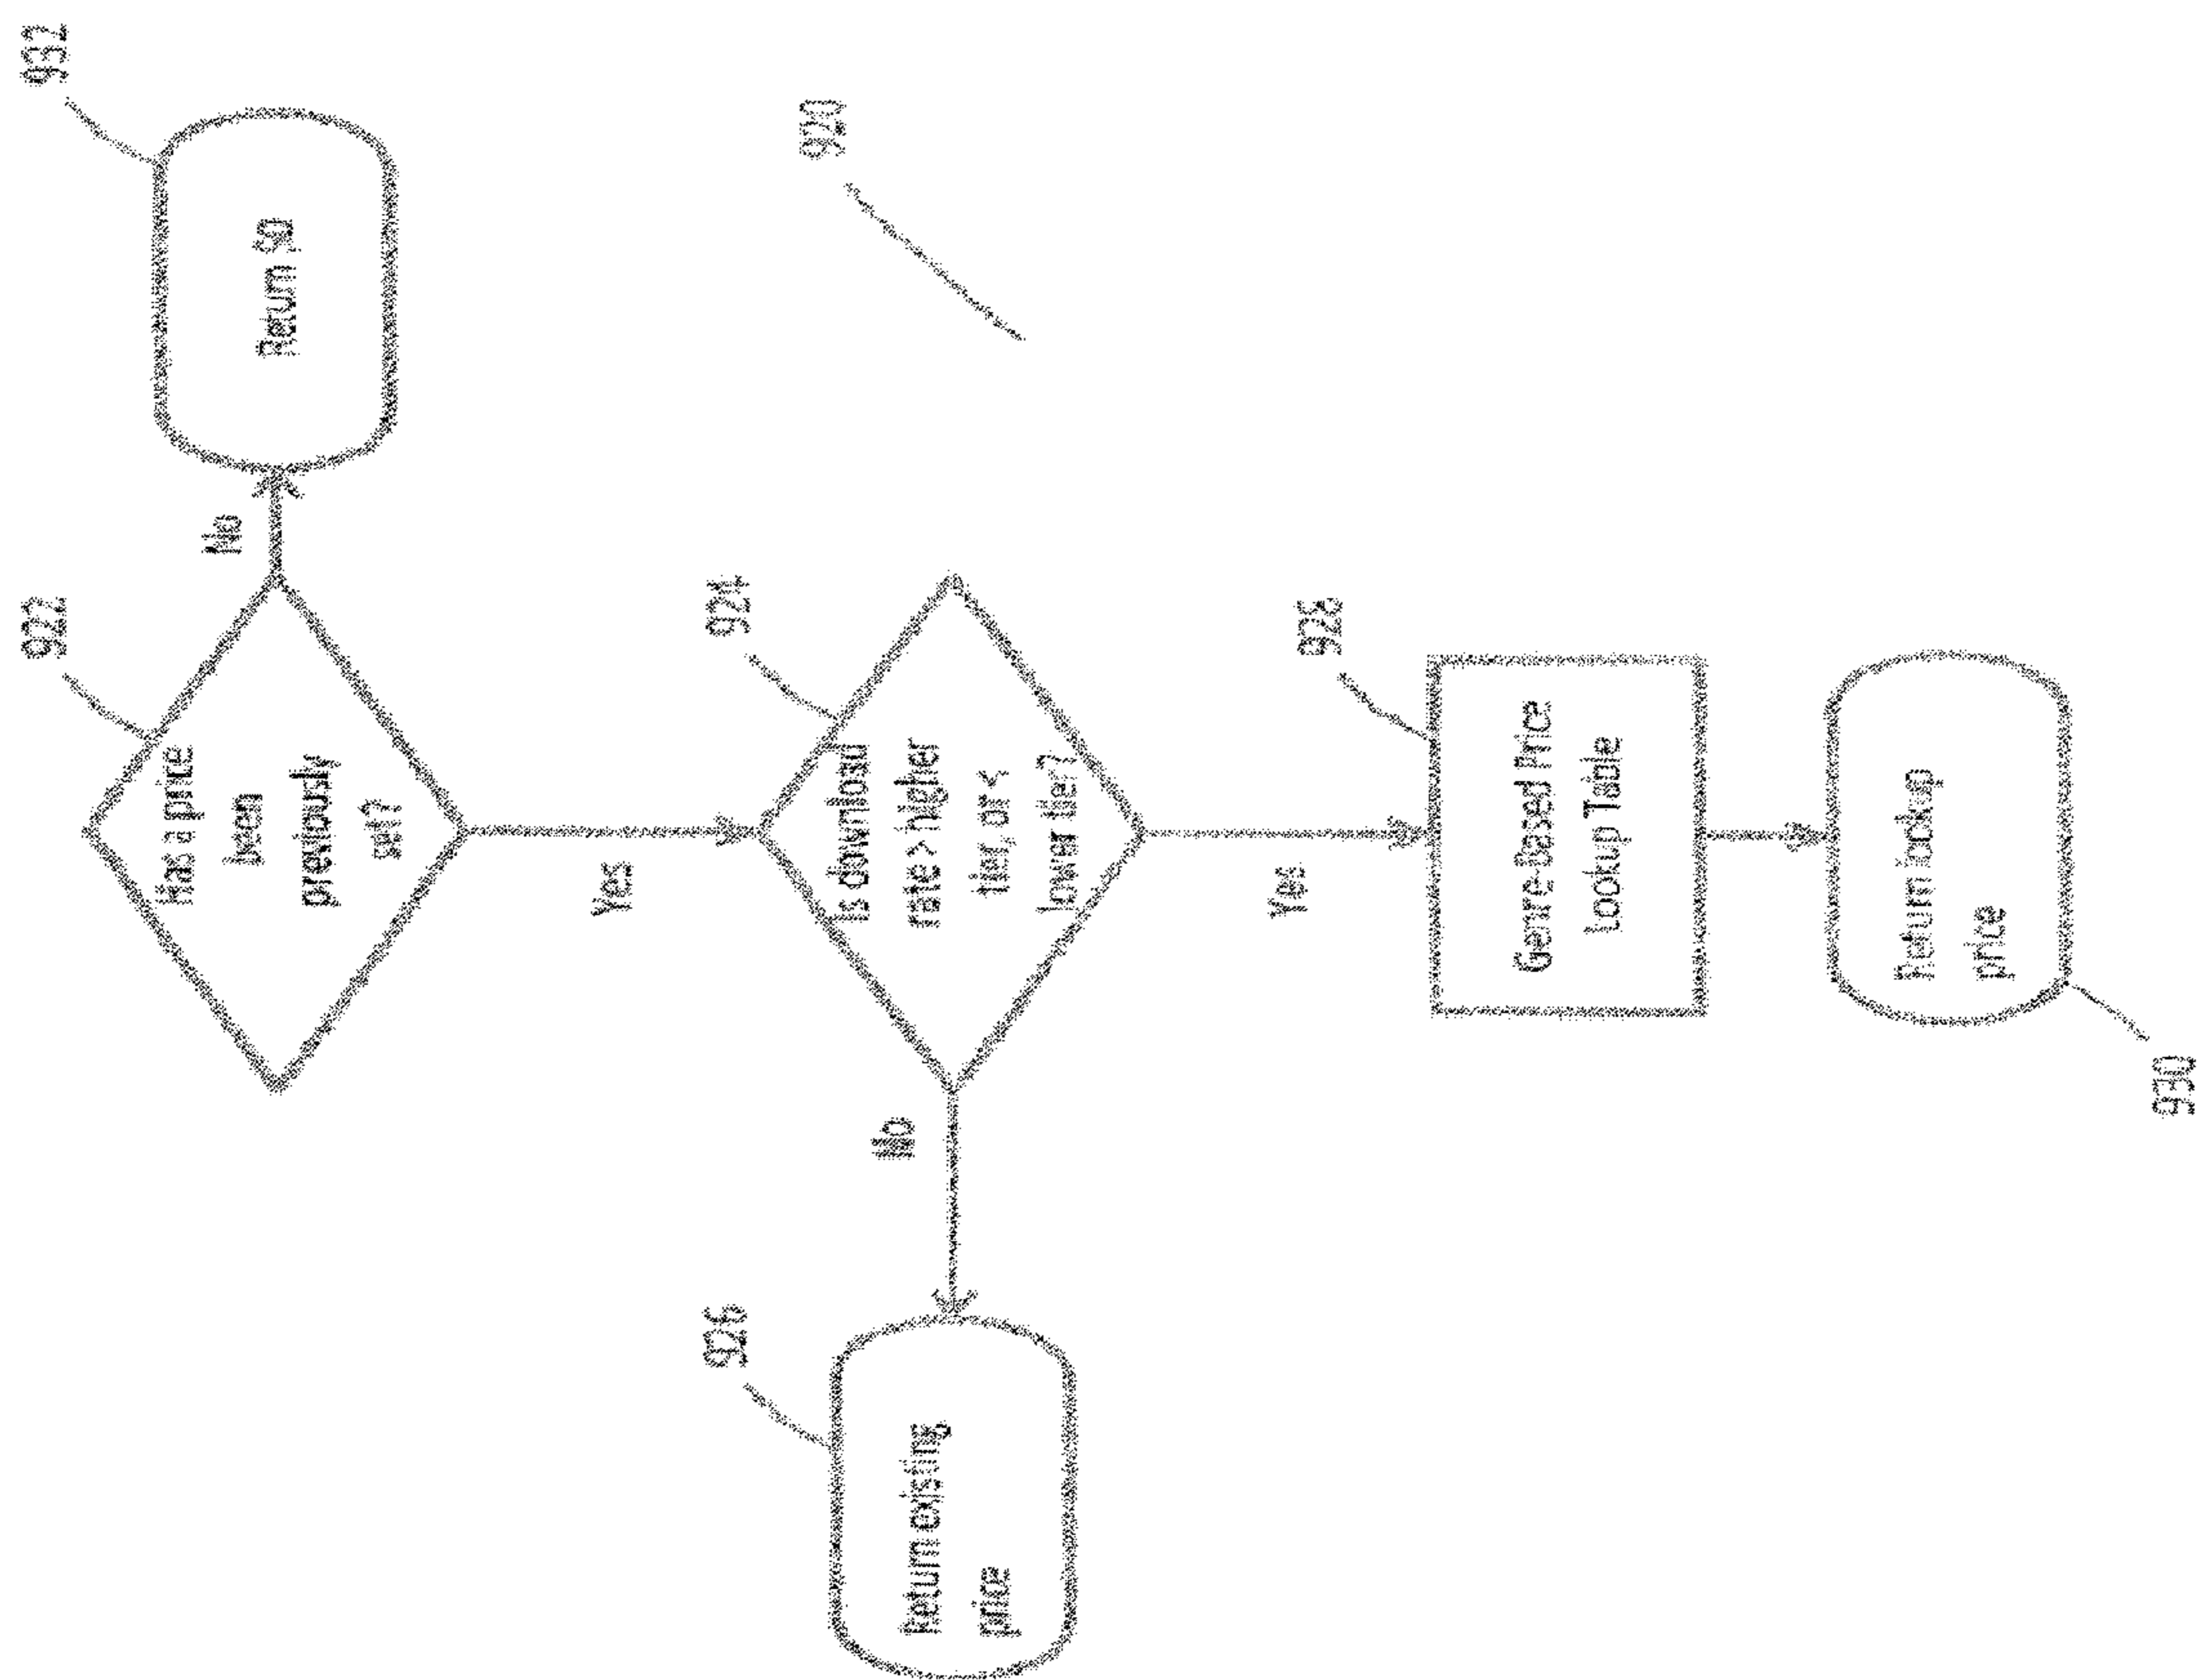 922
Has a price
been
previously
set?
No
932
Return $0
920
Yes
924
Is download
rate > higher
tier, or <
lower tier?
No
926
Return existing
price
Yes
928
Genre-Based Price
Lookup Table
Return lookup
price
930